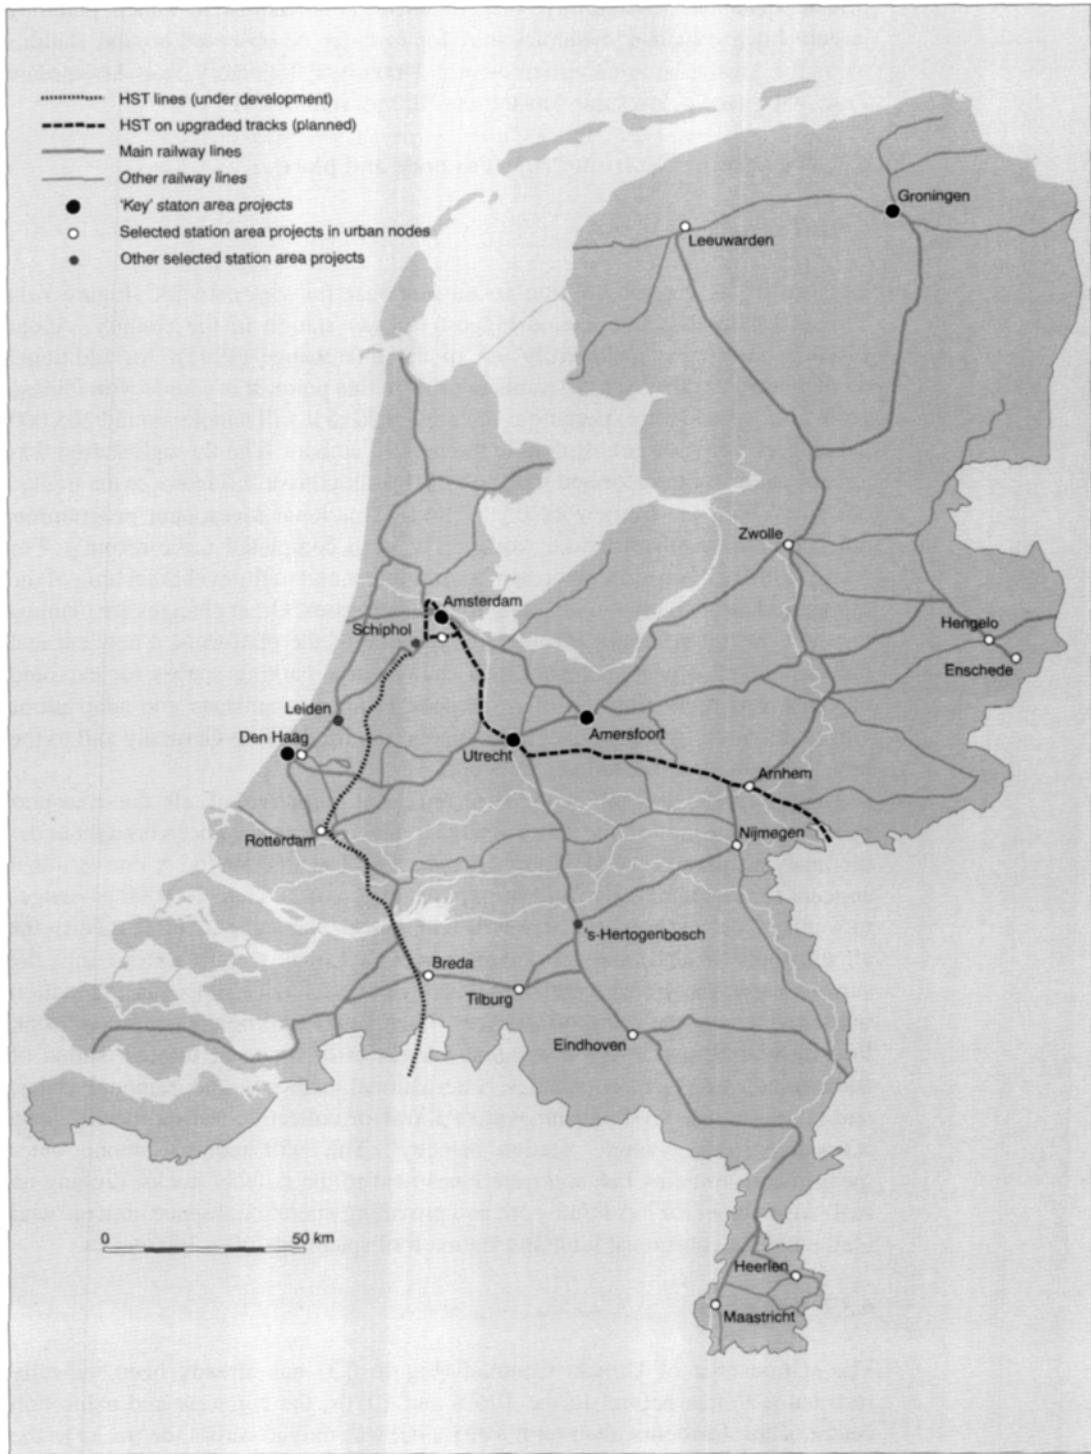 HST lines (under development)
HST on upgraded tracks (planned)
Main railway lines
Other railway lines
'Key' staton area projects
Selected station area projects in urban nodes
Other selected station area projects
Groningen
Leeuwarden
Zwolle
Amsterdam
Schiphol
Hengelo
Enschede
Leiden
Den Haag
Utrecht
Amersfoort
Arnhem
Rotterdam
Nijmegen
's-Hertogenbosch
Breda
Tilburg
Eindhoven
0 50 km
Heerlen
Maastricht